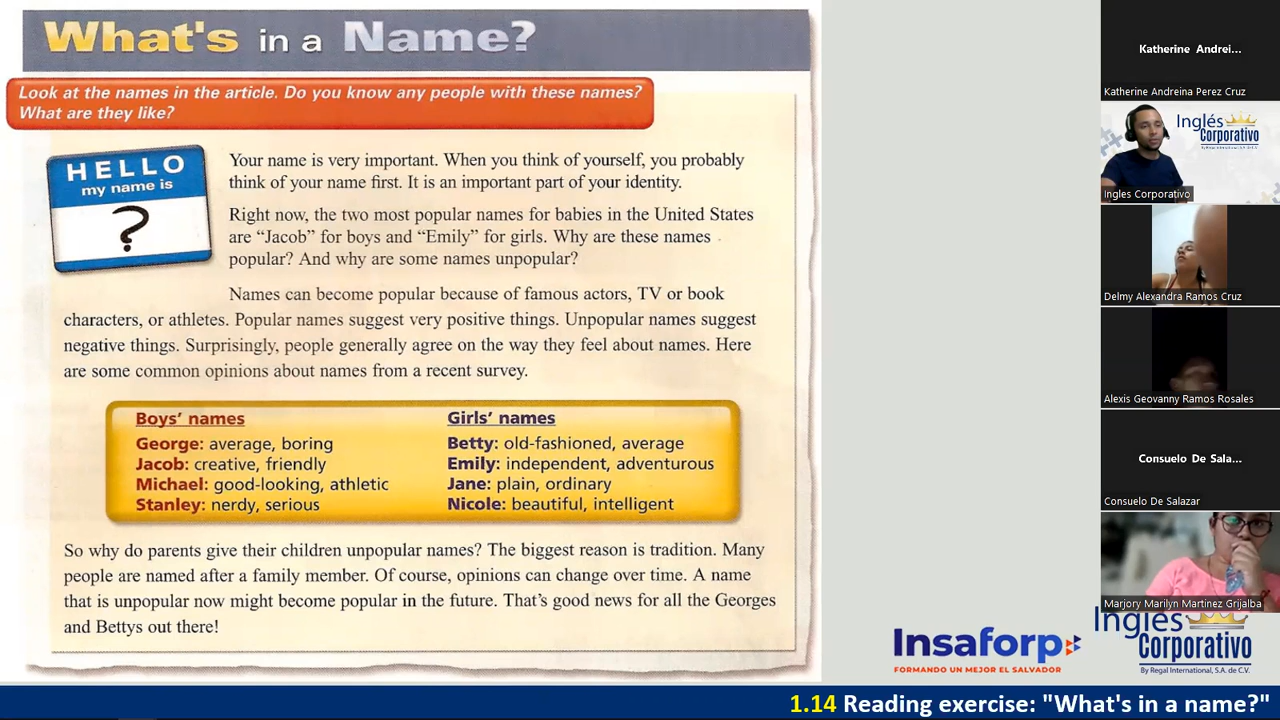 What's in a Name?
Look at the names in the article. Do you know any people with these names?
What are they like?
HELLO
my name is
?
Your name is very important. When you think of yourself, you probably
think of your name first. It is an important part of your identity.
Right now, the two most popular names for babies in the United States
are “Jacob” for boys and “Emily” for girls. Why are these names
popular? And why are some names unpopular?
Names can become popular because of famous actors, TV or book
characters, or athletes. Popular names suggest very positive things. Unpopular names suggest
negative things. Surprisingly, people generally agree on the way they feel about names. Here
are some common opinions about names from a recent survey.
Boys’ names
George: average, boring
Jacob: creative, friendly
Michael: good-looking, athletic
Stanley: nerdy, serious
Girls’ names
Betty: old-fashioned, average
Emily: independent, adventurous
Jane: plain, ordinary
Nicole: beautiful, intelligent
So why do parents give their children unpopular names? The biggest reason is tradition. Many
people are named after a family member. Of course, opinions can change over time. A name
that is unpopular now might become popular in the future. That’s good news for all the Georges
and Bettys out there!
Katherine Andrei...
Katherine Andreina Perez Cruz
Inglés
Corporativo
By Regal International, S.A. de C.V.
Ingles Corporativo
Delmy Alexandra Ramos Cruz
Alexis Geovanny Ramos Rosales
Consuelo De Sala...
Consuelo De Salazar
Marjory Marilyn Martinez Grijalba
Insaforp
FORMANDO UN MEJOR EL SALVADOR
Inglés
Corporativo
By Regal International, S.A. de C.V.
1.14 Reading exercise: "What's in a name?"